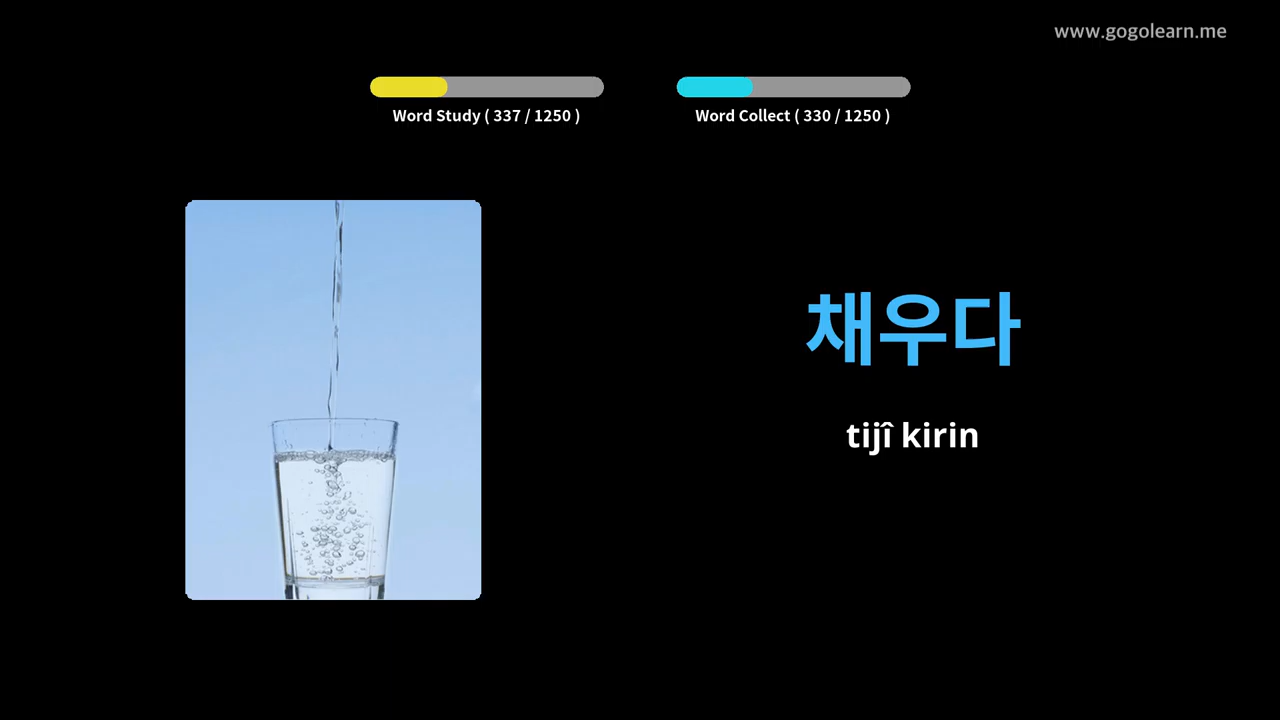 www.gogolearn.me
Word Study ( 337 / 1250 )
Word Collect ( 330 / 1250 )
채우다
tijî kirin